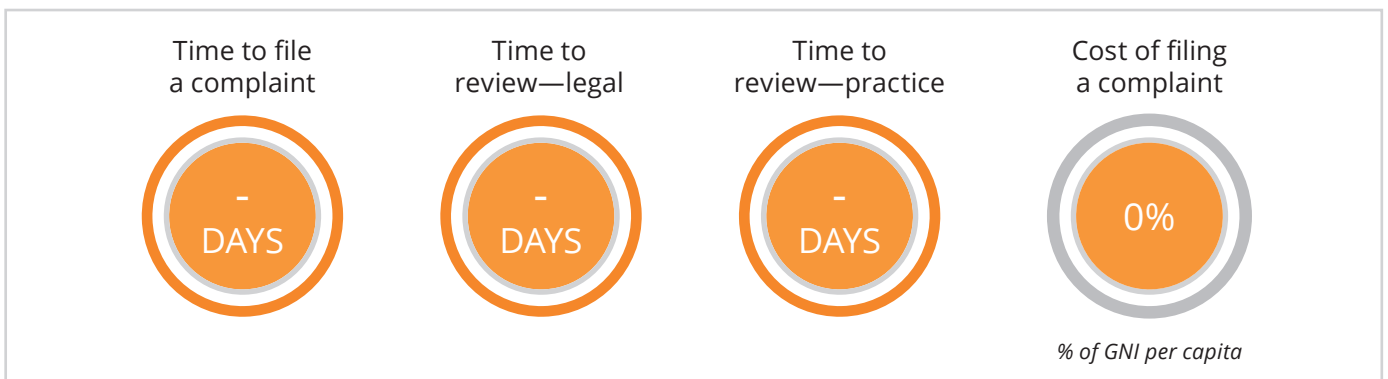 Time to file
a complaint
-
DAYS
Time to
review—legal
-
DAYS
Time to
review—practice
-
DAYS
Cost of filing
a complaint
0%
% of GNI per capita